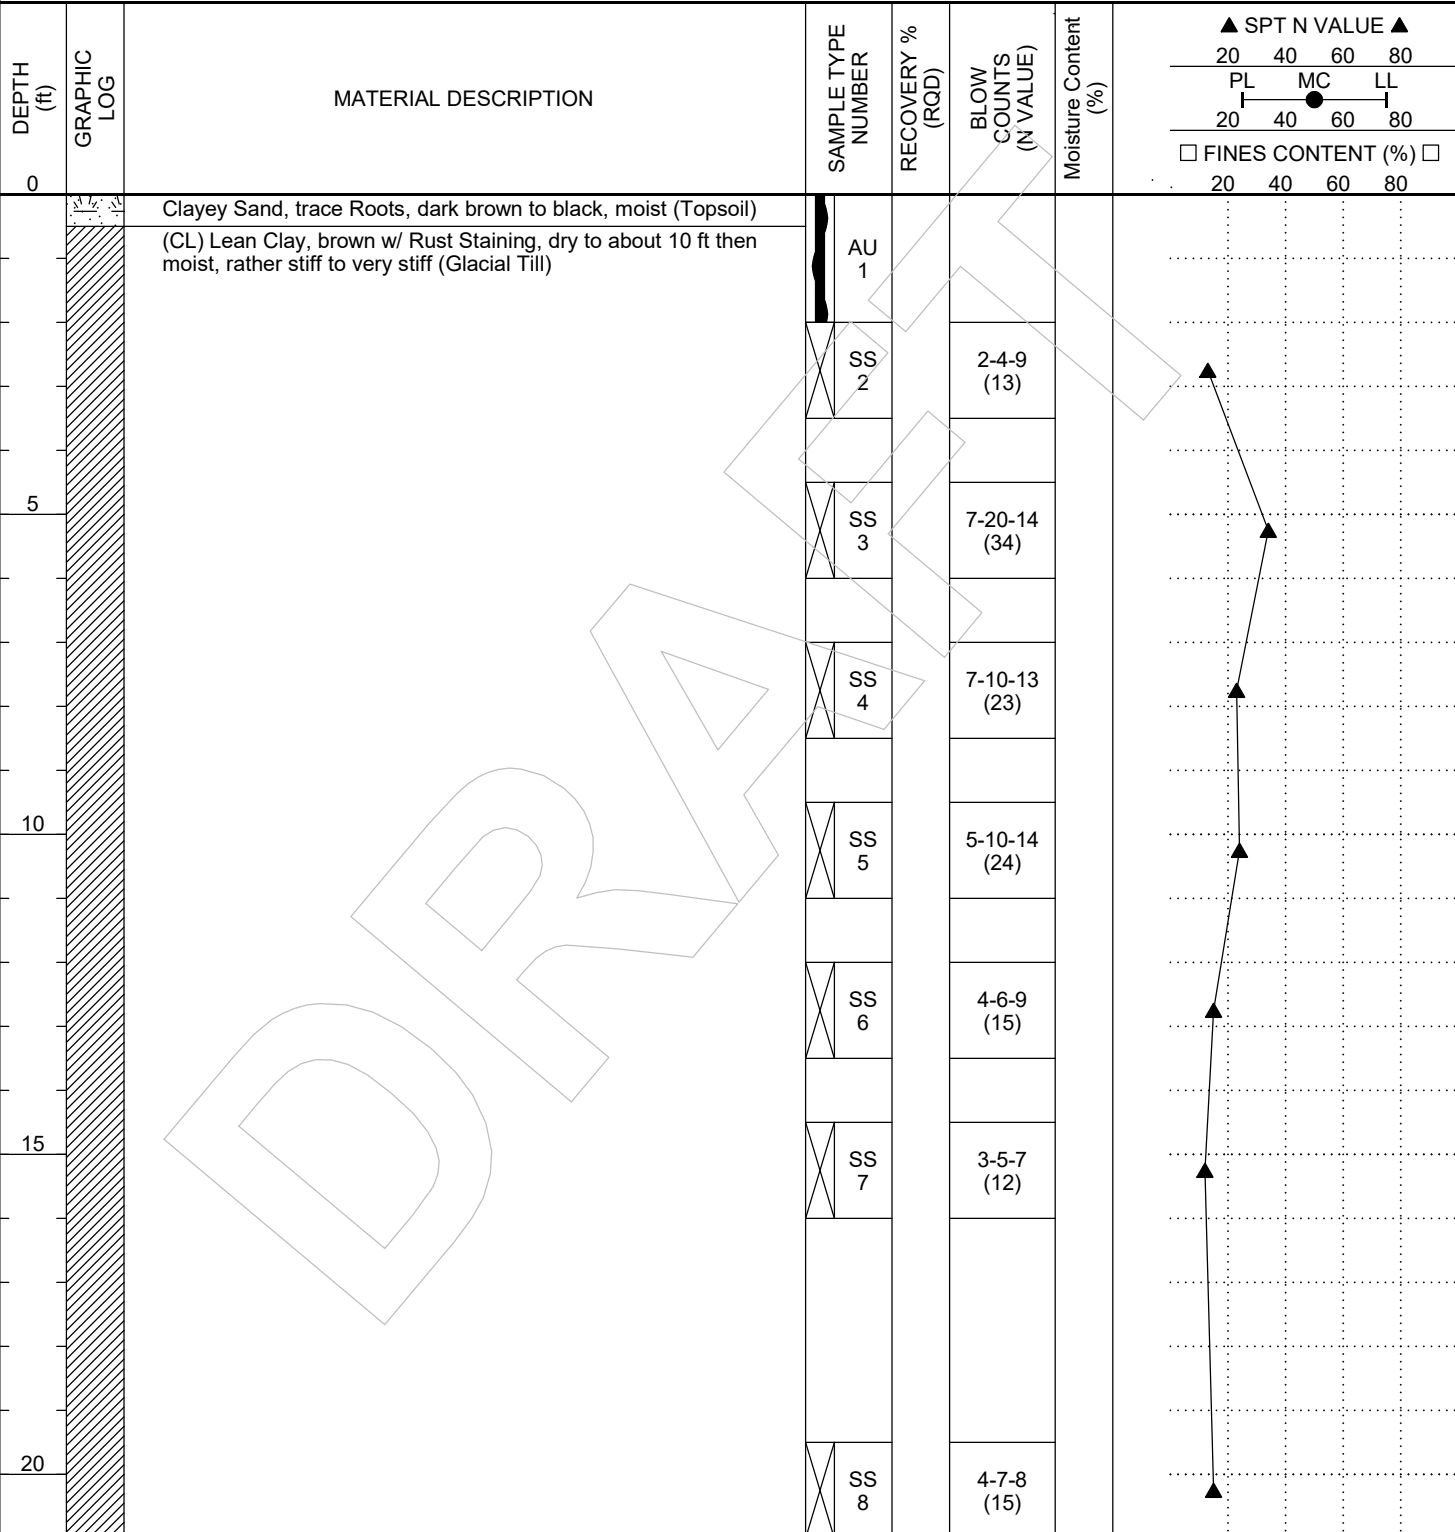 DEPTH
(ft)
GRAPHIC
LOG
MATERIAL DESCRIPTION
SAMPLE TYPE
NUMBER
RECOVERY %
(RQD)
BLOW
COUNTS
(N VALUE)
Moisture Content
(%)
▲ SPT N VALUE ▲
20 40 60 80
PL MC LL
20 40 60 80
□ FINES CONTENT (%) □
20 40 60 80
0
Clayey Sand, trace Roots, dark brown to black, moist (Topsoil)
(CL) Lean Clay, brown w/ Rust Staining, dry to about 10 ft then
moist, rather stiff to very stiff (Glacial Till)
AU
1
SS
2
2-4-9
(13)
5
SS
3
7-20-14
(34)
SS
4
7-10-13
(23)
10
SS
5
5-10-14
(24)
SS
6
4-6-9
(15)
15
SS
7
3-5-7
(12)
20
SS
8
4-7-8
(15)
DRAFT